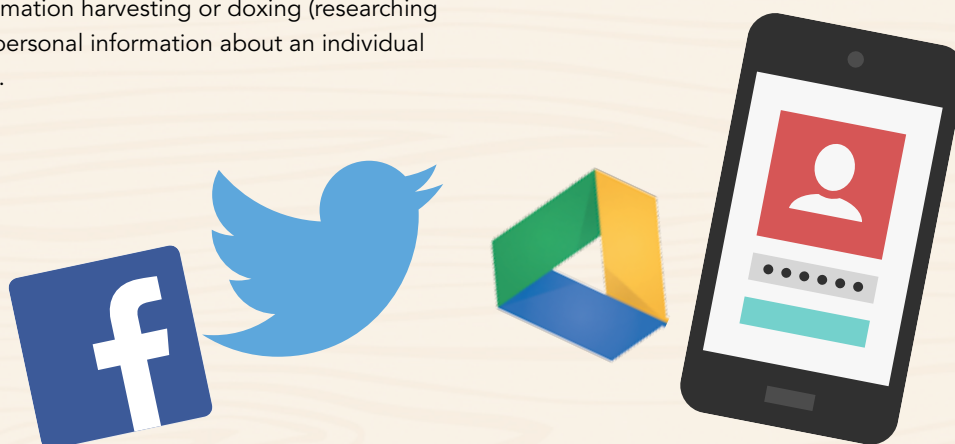 mation harvesting or doxing (researching
personal information about an individual
.
f